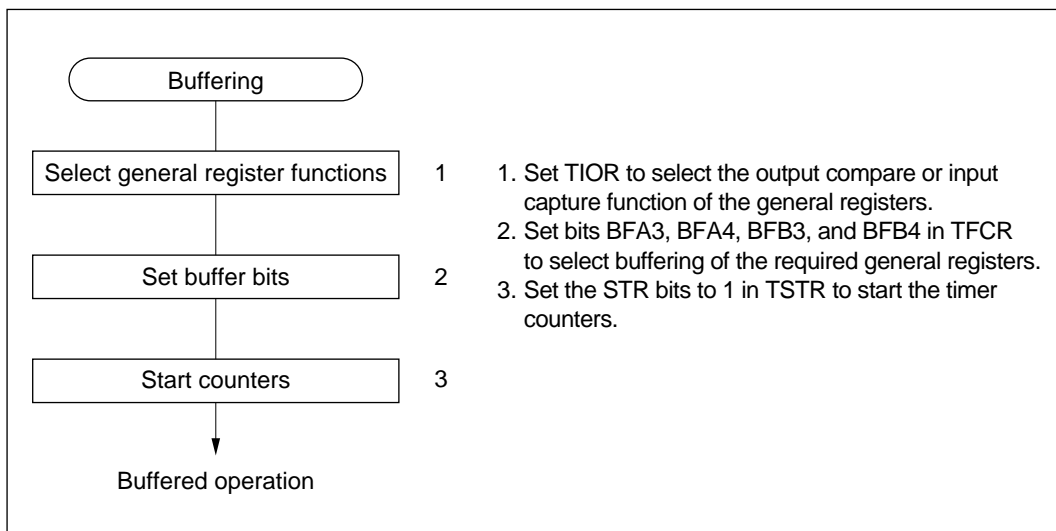 Buffering
Select general register functions 1
Set buffer bits 2
Start counters 3
Buffered operation
1. Set TIOR to select the output compare or input
capture function of the general registers.
2. Set bits BFA3, BFA4, BFB3, and BFB4 in TFCR
to select buffering of the required general registers.
3. Set the STR bits to 1 in TSTR to start the timer
counters.